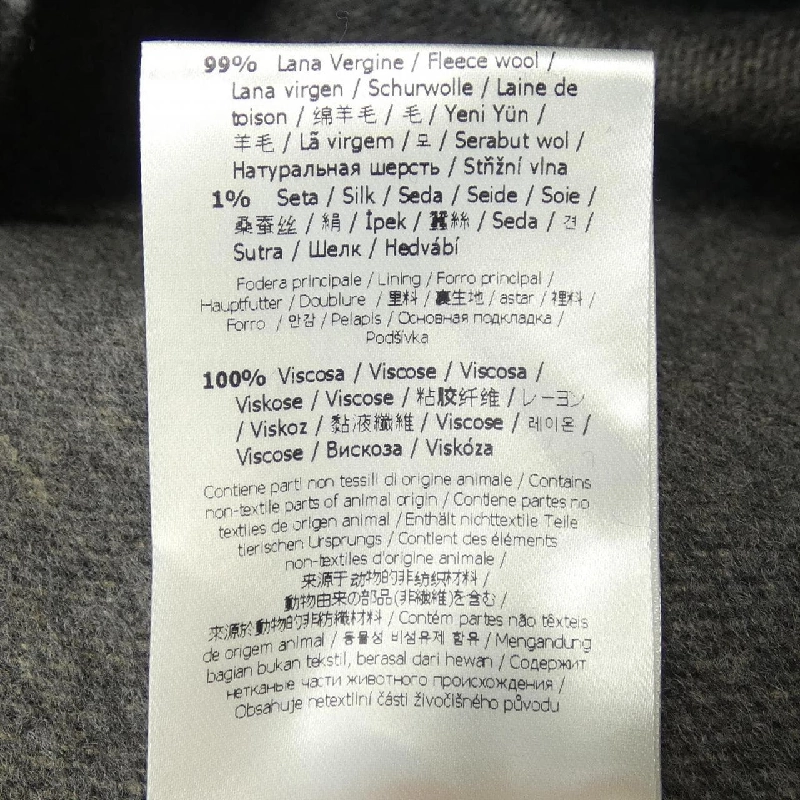 99% Lana Vergine / Fleece wool /
Lana virgen / Schurwolle / Laine de
toison / 绵羊毛 / 毛 / Yeni Yün /
羊毛 / Lã virgem / 모 / Serabut wol /
Натуральная шерсть / Stňžní vlna
1% Seta / Silk / Seda / Seide / Soie /
桑蚕丝 / 絹 / İpek / 蠶絲 / Seda / 견 /
Sutra / Шелк / Hedvábí
Fodera principale / Lining / Forro principal /
Hauptfutter / Doublure / 里料 / 裏生地 / astar / 裡料 /
Forro / 안감 / Pelapis / Основная подкладка /
Podšívka
100% Viscosa / Viscose / Viscosa /
Viskose / Viscose / 粘胶纤维 / レーヨン
/ Viskoz / 黏液纖維 / Viscose / 레이온 /
Viscose / Вискоза / Viskóza
Contiene parti non tessili di origine animale / Contains
non-textile parts of animal origin / Contiene partes no
textiles de origen animal / Enthält nichttextile Teile
tierischen Ursprungs / Contient des éléments
non-textiles d'origine animale /
来源于动物的非纺织材料 /
動物由来の部品(非繊維)を含む /
來源於動物的非紡織材料 / Contém partes não têxteis
de origem animal / 동물성 비섬유제 함유 / Mengandung
bagian bukan tekstil, berasal dari hewan / Содержит
нетканые части животного происхождения /
Obsahuje netextilní části živočišného původu